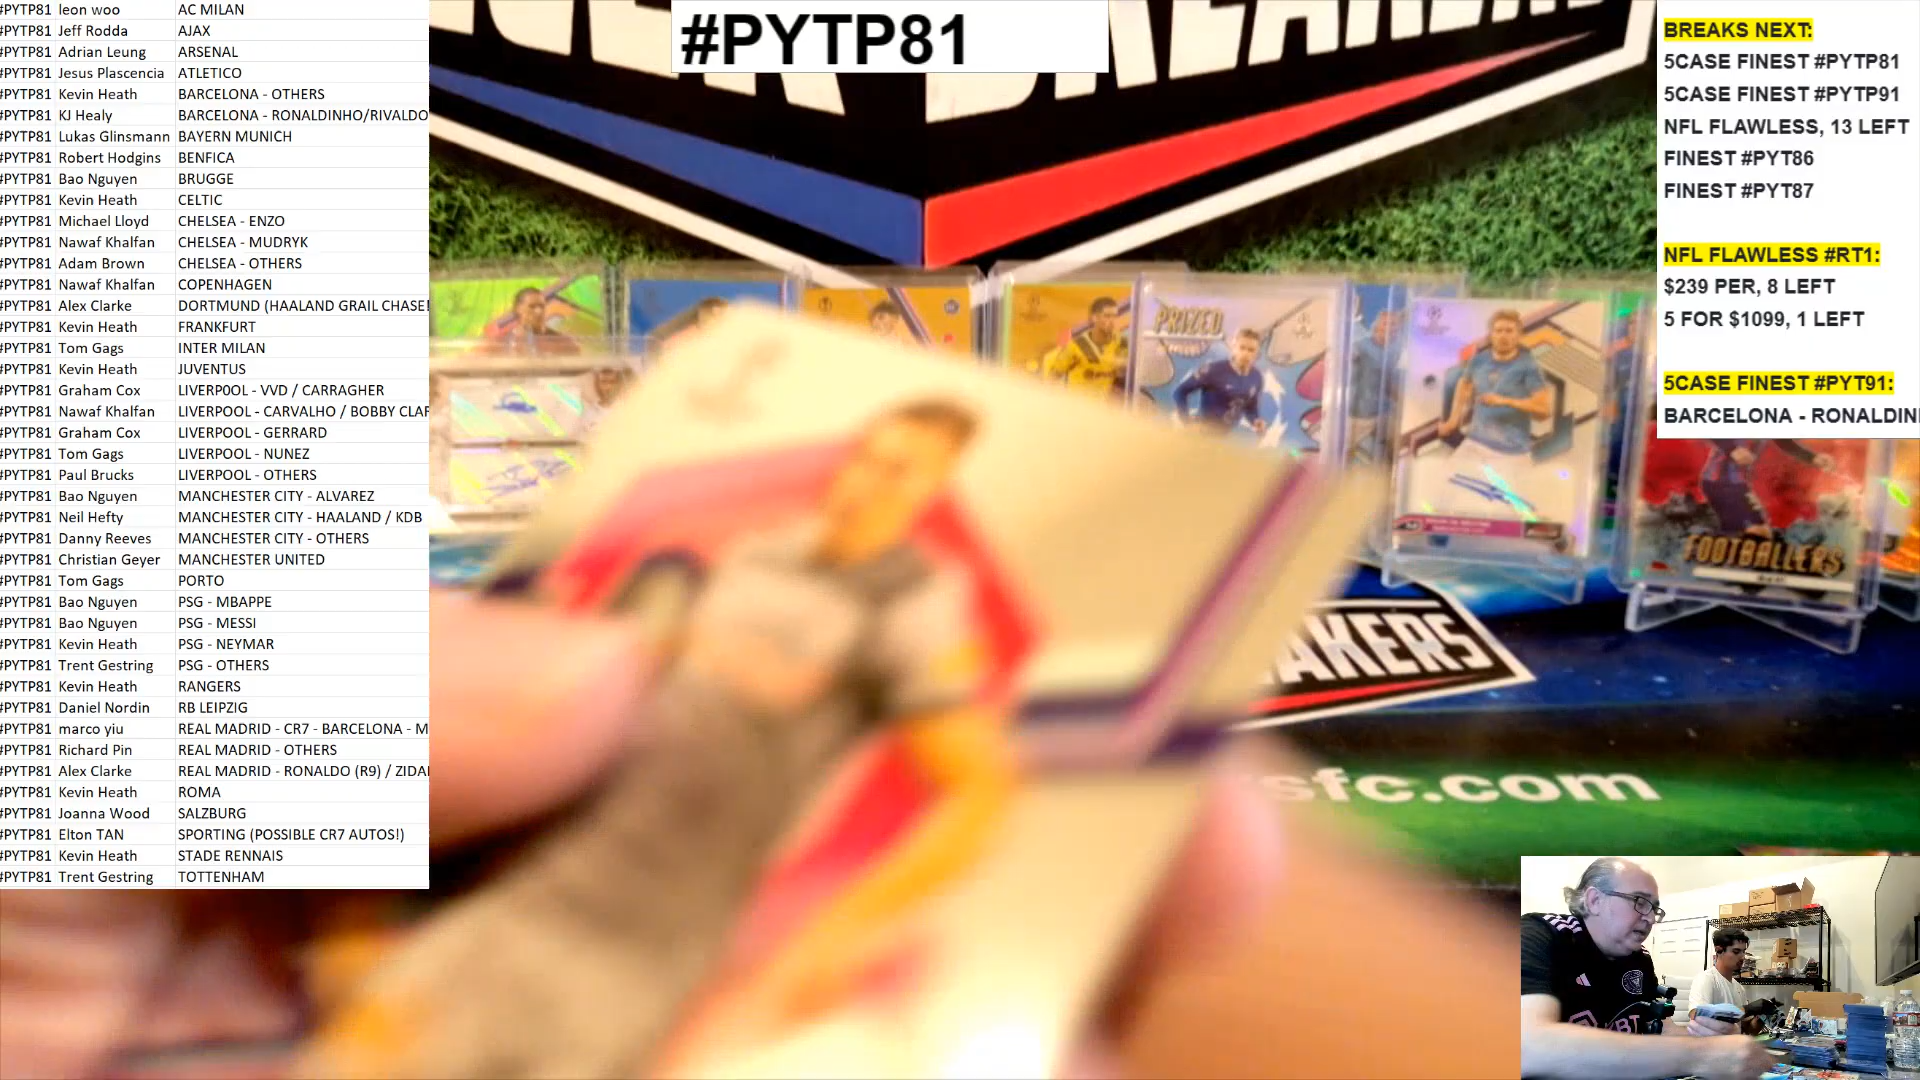 #PYTP81 leon woo AC MILAN
#PYTP81 Jeff Rodda AJAX
#PYTP81 Adrian Leung ARSENAL
#PYTP81 Jesus Plascencia ATLETICO
#PYTP81 Kevin Heath BARCELONA - OTHERS
#PYTP81 KJ Healy BARCELONA - RONALDINHO/RIVALDO
#PYTP81 Lukas Glinsmann BAYERN MUNICH
#PYTP81 Robert Hodgins BENFICA
#PYTP81 Bao Nguyen BRUGGE
#PYTP81 Kevin Heath CELTIC
#PYTP81 Michael Lloyd CHELSEA - ENZO
#PYTP81 Nawaf Khalfan CHELSEA - MUDRYK
#PYTP81 Adam Brown CHELSEA - OTHERS
#PYTP81 Nawaf Khalfan COPENHAGEN
#PYTP81 Alex Clarke DORTMUND (HAALAND GRAIL CHASE
#PYTP81 Kevin Heath FRANKFURT
#PYTP81 Tom Gags INTER MILAN
#PYTP81 Kevin Heath JUVENTUS
#PYTP81 Graham Cox LIVERP0OL - VVD / CARRAGHER
#PYTP81 Nawaf Khalfan LIVERPOOL - CARVALHO / BOBBY CLAR
#PYTP81 Graham Cox LIVERPOOL - GERRARD
#PYTP81 Tom Gags LIVERPOOL - NUNEZ
#PYTP81 Paul Brucks LIVERPOOL - OTHERS
#PYTP81 Bao Nguyen MANCHESTER CITY - ALVAREZ
#PYTP81 Neil Hefty MANCHESTER CITY - HAALAND / KDB
#PYTP81 Danny Reeves MANCHESTER CITY - OTHERS
#PYTP81 Christian Geyer MANCHESTER UNITED
#PYTP81 Tom Gags PORTO
#PYTP81 Bao Nguyen PSG - MBAPPE
#PYTP81 Bao Nguyen PSG - MESSI
#PYTP81 Kevin Heath PSG - NEYMAR
#PYTP81 Trent Gestring PSG - OTHERS
#PYTP81 Kevin Heath RANGERS
#PYTP81 Daniel Nordin RB LEIPZIG
#PYTP81 marco yiu REAL MADRID - CR7 - BARCELONA - M
#PYTP81 Richard Pin REAL MADRID - OTHERS
#PYTP81 Alex Clarke REAL MADRID - RONALDO (R9) / ZIDA
#PYTP81 Kevin Heath ROMA
#PYTP81 Joanna Wood SALZBURG
#PYTP81 Elton TAN SPORTING (POSSIBLE CR7 AUTOS!)
#PYTP81 Kevin Heath STADE RENNAIS
#PYTP81 Trent Gestring TOTTENHAM
#PYTP81
PRIZED
FOOTBALLERS
AKERS
sfc.com
BREAKS NEXT:
5CASE FINEST #PYTP81
5CASE FINEST #PYTP91
NFL FLAWLESS, 13 LEFT
FINEST #PYT86
FINEST #PYT87
NFL FLAWLESS #RT1:
$239 PER, 8 LEFT
5 FOR $1099, 1 LEFT
5CASE FINEST #PYT91:
BARCELONA - RONALDIN